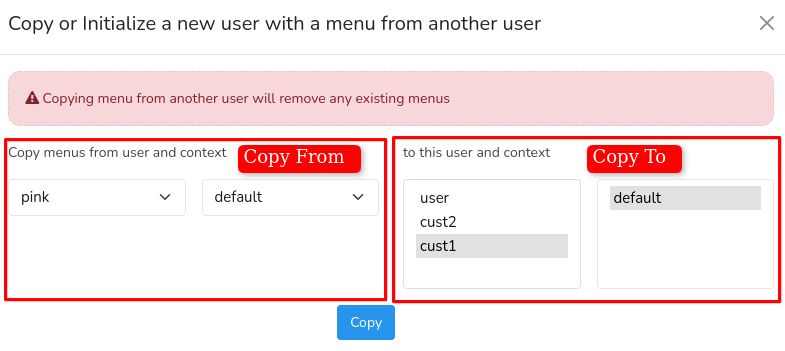 Copy or Initialize a new user with a menu from another user
Copying menu from another user will remove any existing menus
Copy menus from user and context
Copy From
to this user and context
Copy To
pink
default
user
cust2
cust1
default
Copy